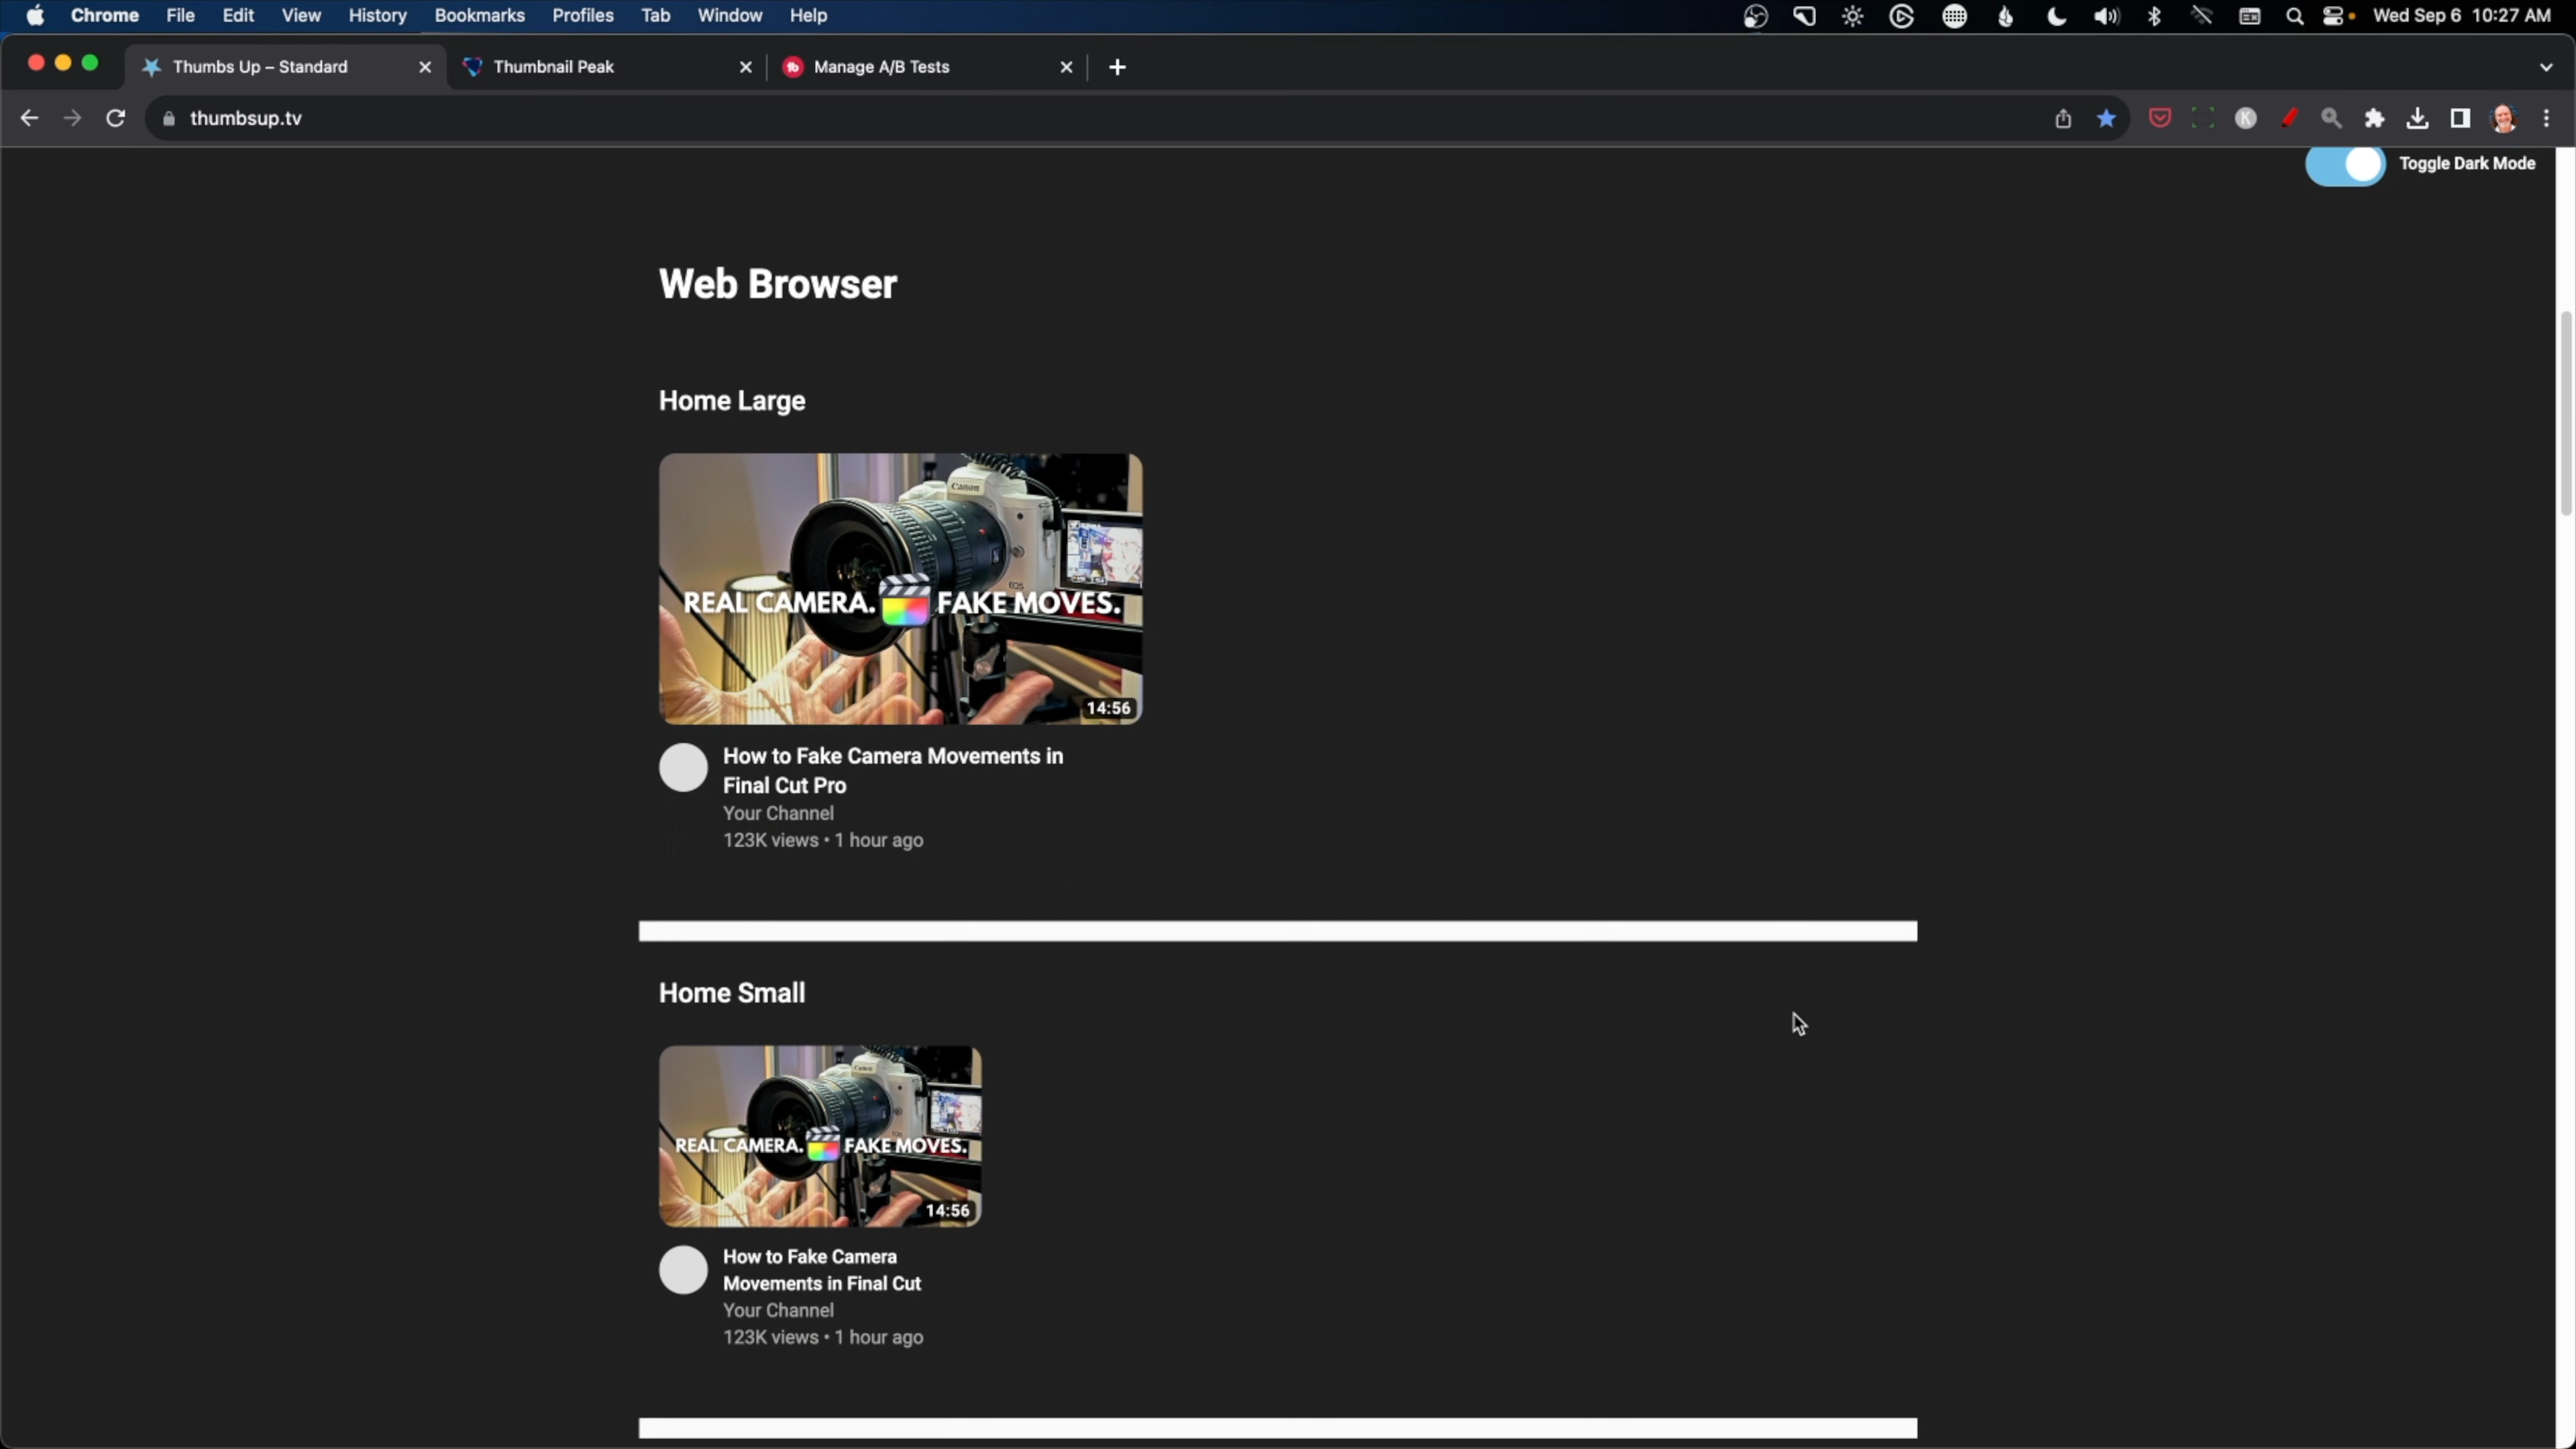 Chrome File Edit View History Bookmarks Profiles Tab Window Help Wed Sep 6 10:27 AM
Thumbs Up – Standard Thumbnail Peak Manage A/B Tests
thumbsup.tv
K
Toggle Dark Mode
Web Browser
Home Large
Canon
EOS
REAL CAMERA. FAKE MOVES.
14:56
How to Fake Camera Movements in
Final Cut Pro
Your Channel
123K views • 1 hour ago
Home Small
Canon
REAL CAMERA. FAKE MOVES.
14:56
How to Fake Camera
Movements in Final Cut
Your Channel
123K views • 1 hour ago